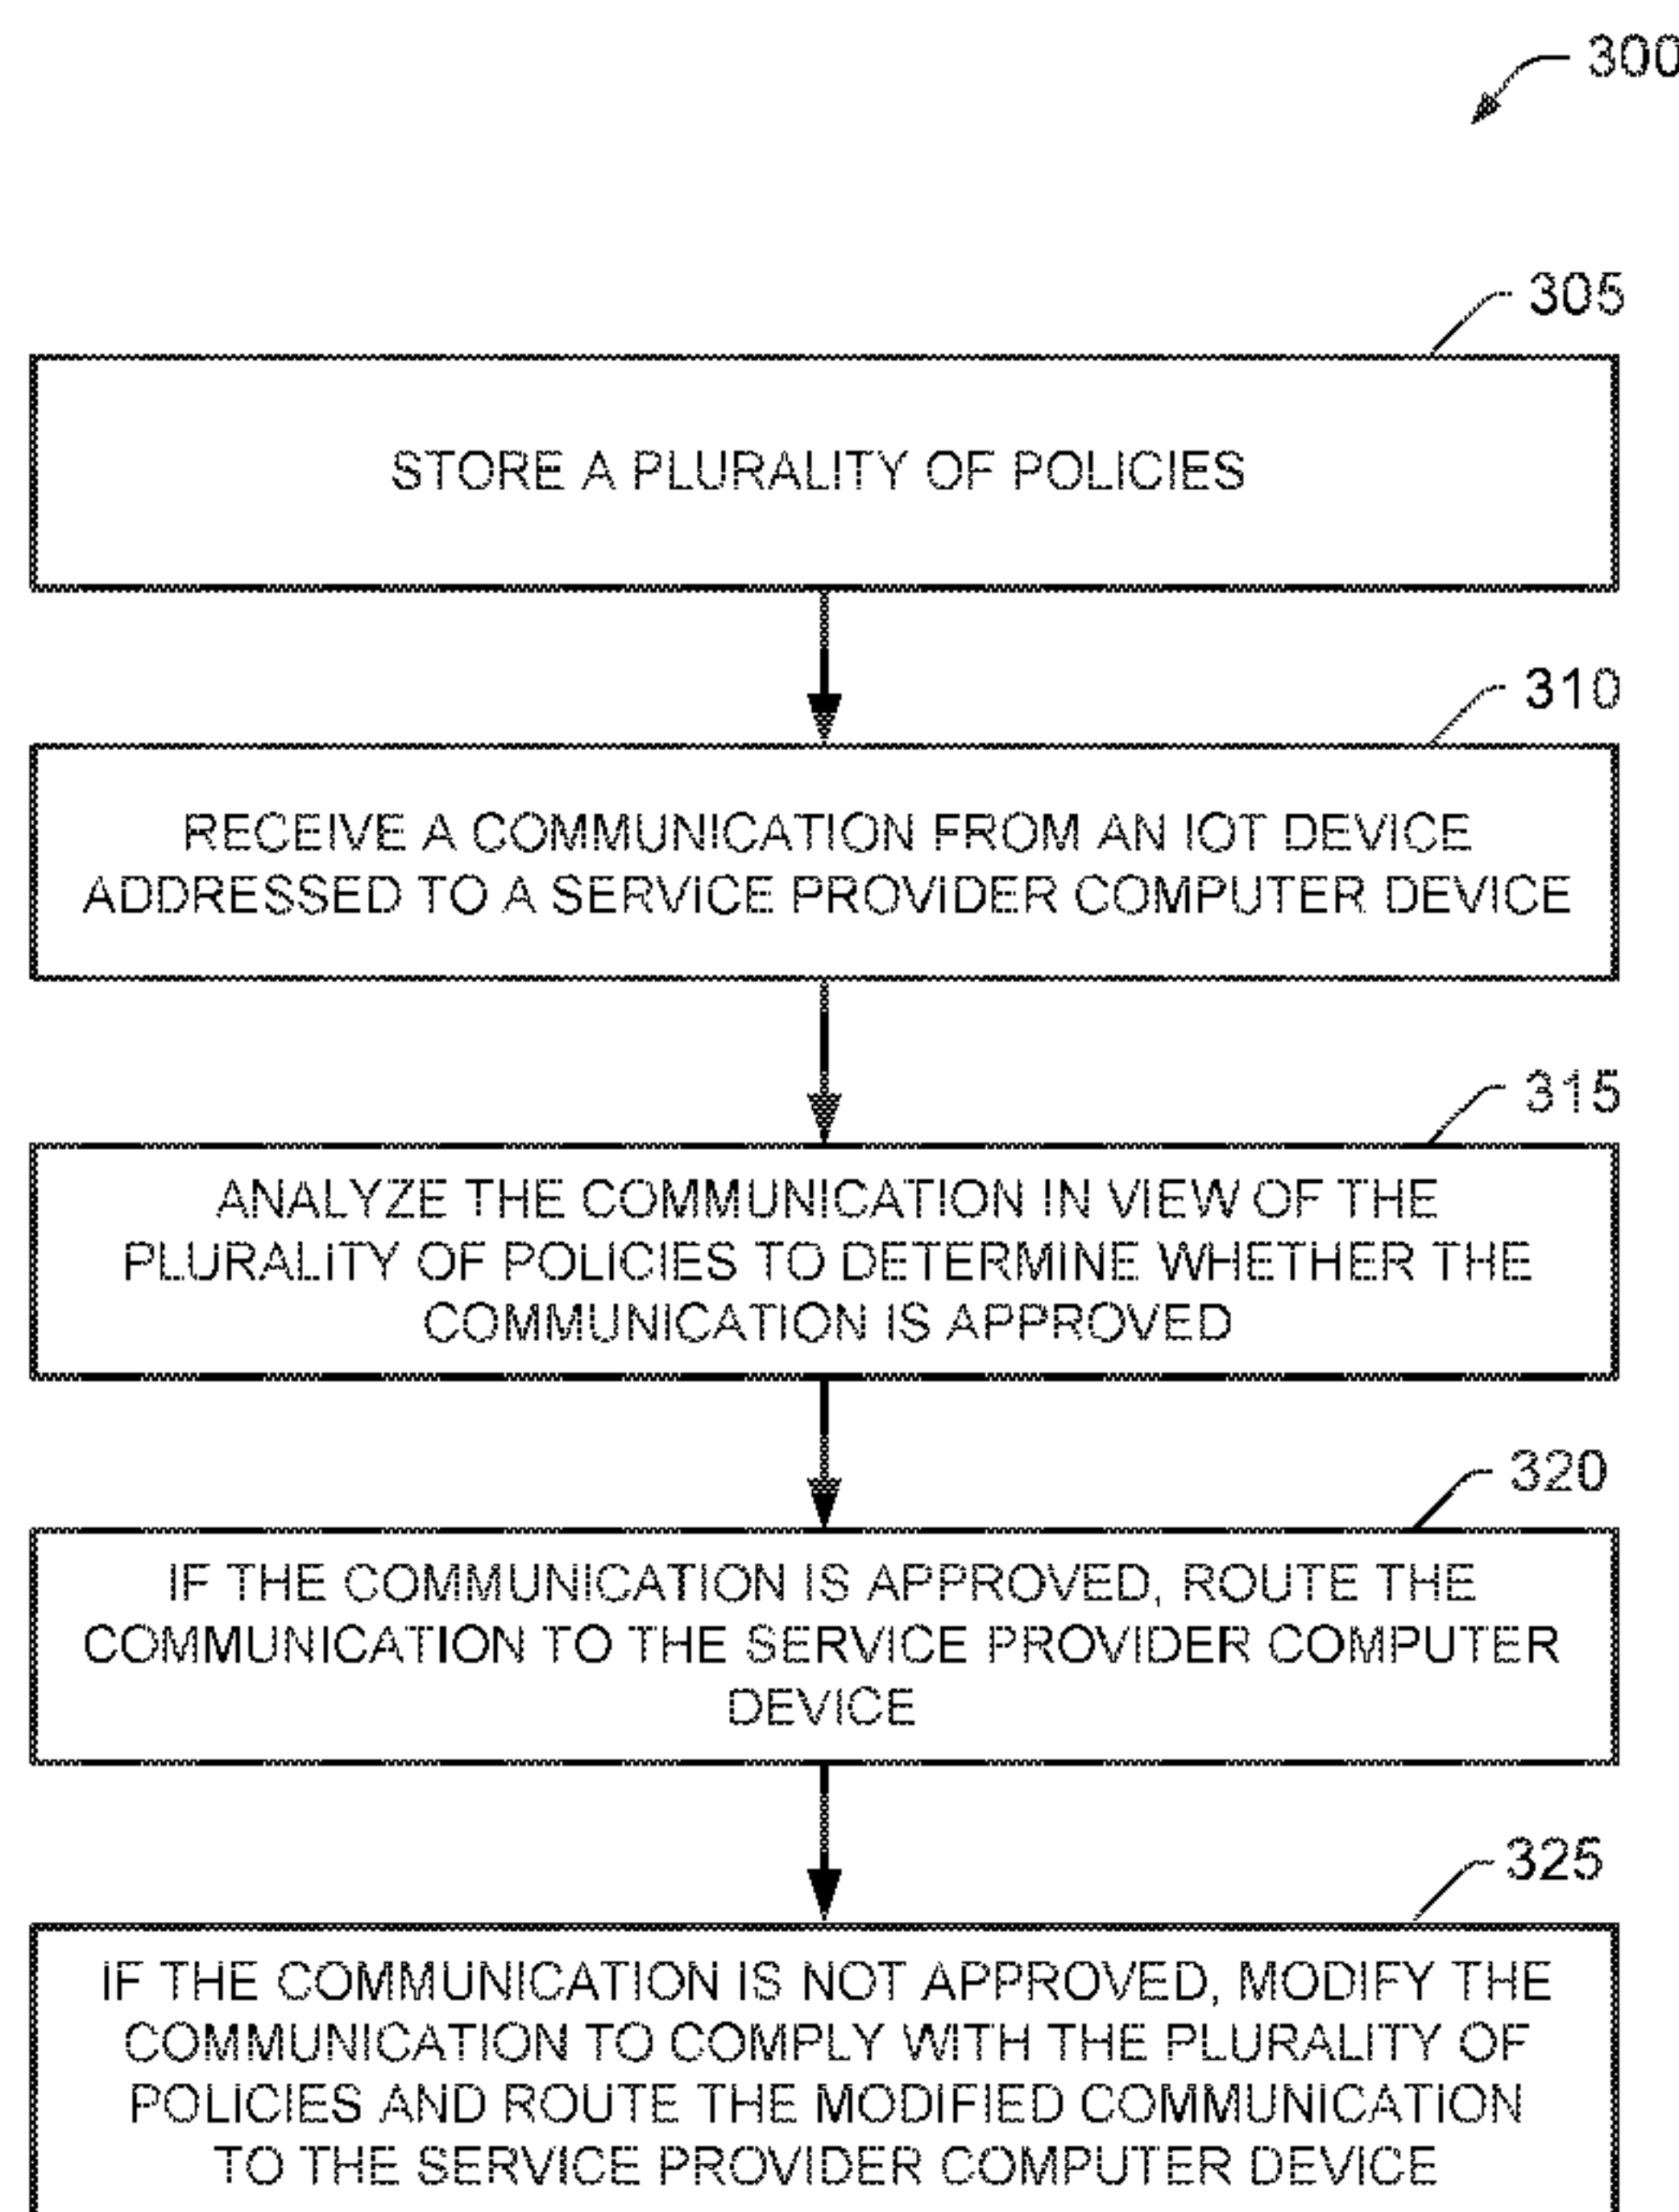 300
305
STORE A PLURALITY OF POLICIES
310
RECEIVE A COMMUNICATION FROM AN IOT DEVICE
ADDRESSED TO A SERVICE PROVIDER COMPUTER DEVICE
315
ANALYZE THE COMMUNICATION IN VIEW OF THE
PLURALITY OF POLICIES TO DETERMINE WHETHER THE
COMMUNICATION IS APPROVED
320
IF THE COMMUNICATION IS APPROVED, ROUTE THE
COMMUNICATION TO THE SERVICE PROVIDER COMPUTER
DEVICE
325
IF THE COMMUNICATION IS NOT APPROVED, MODIFY THE
COMMUNICATION TO COMPLY WITH THE PLURALITY OF
POLICIES AND ROUTE THE MODIFIED COMMUNICATION
TO THE SERVICE PROVIDER COMPUTER DEVICE